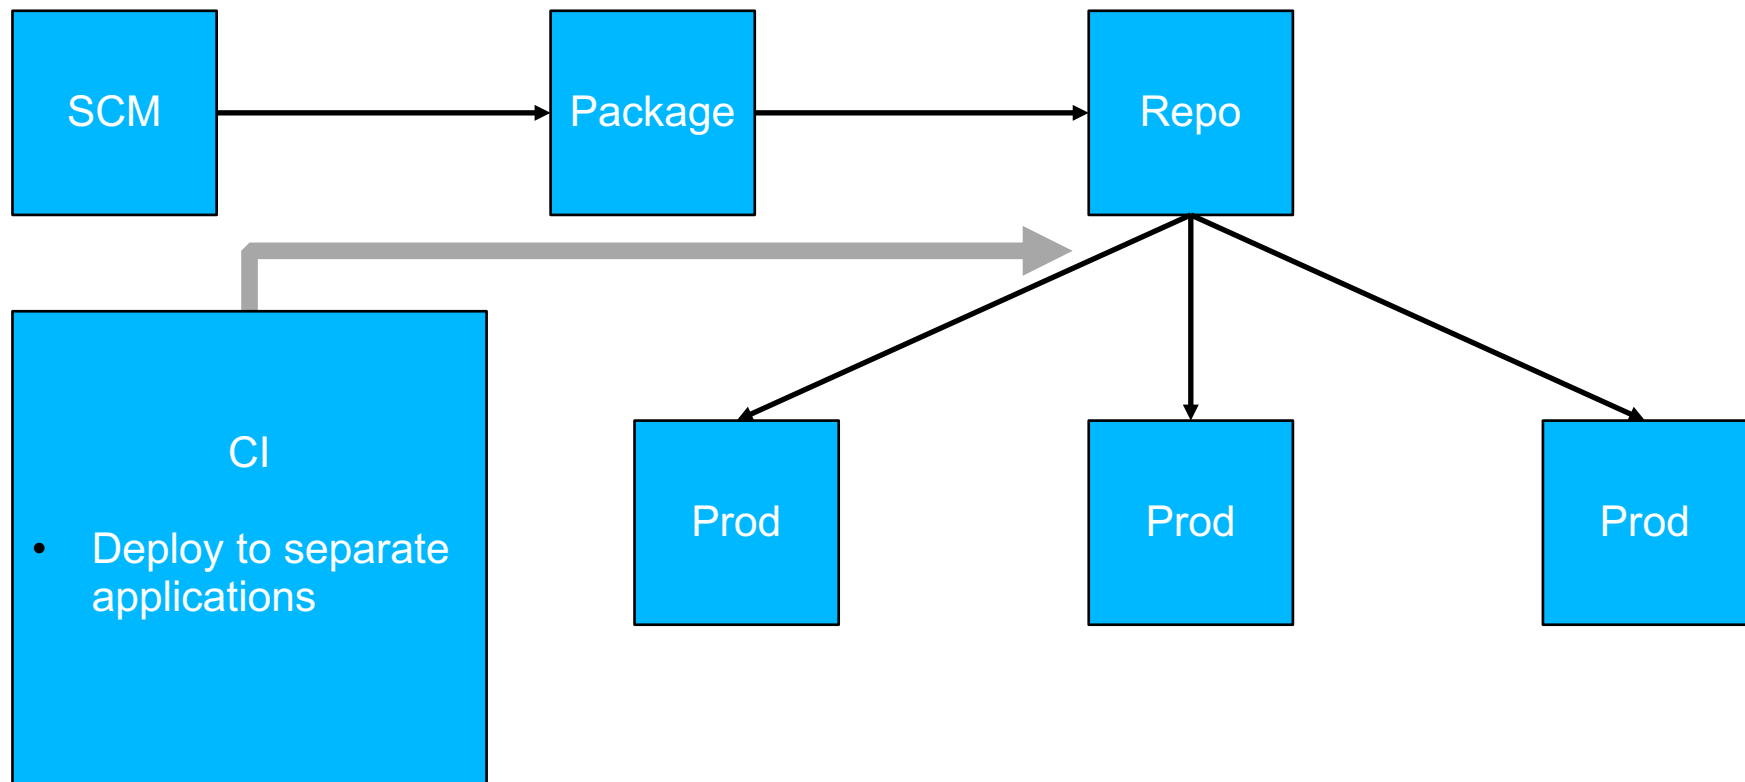 SCM
Package
Repo
CI
• Deploy to separate
applications
Prod
Prod
Prod